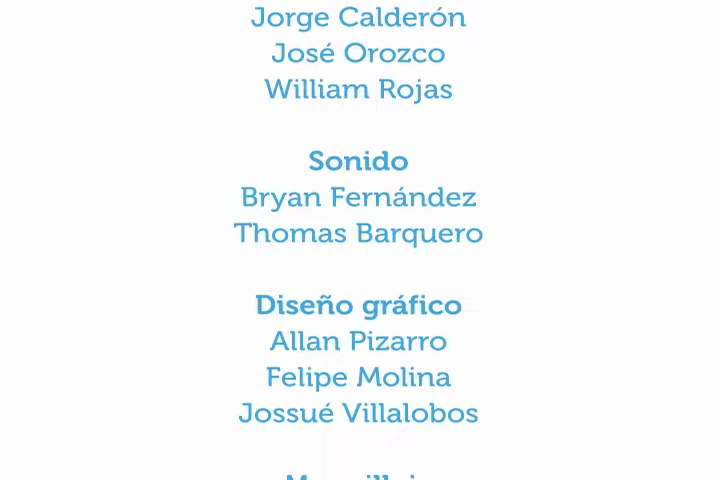 Jorge Calderón
José Orozco
William Rojas
Sonido
Bryan Fernández
Thomas Barquero
Diseño gráfico
Allan Pizarro
Felipe Molina
Jossué Villalobos